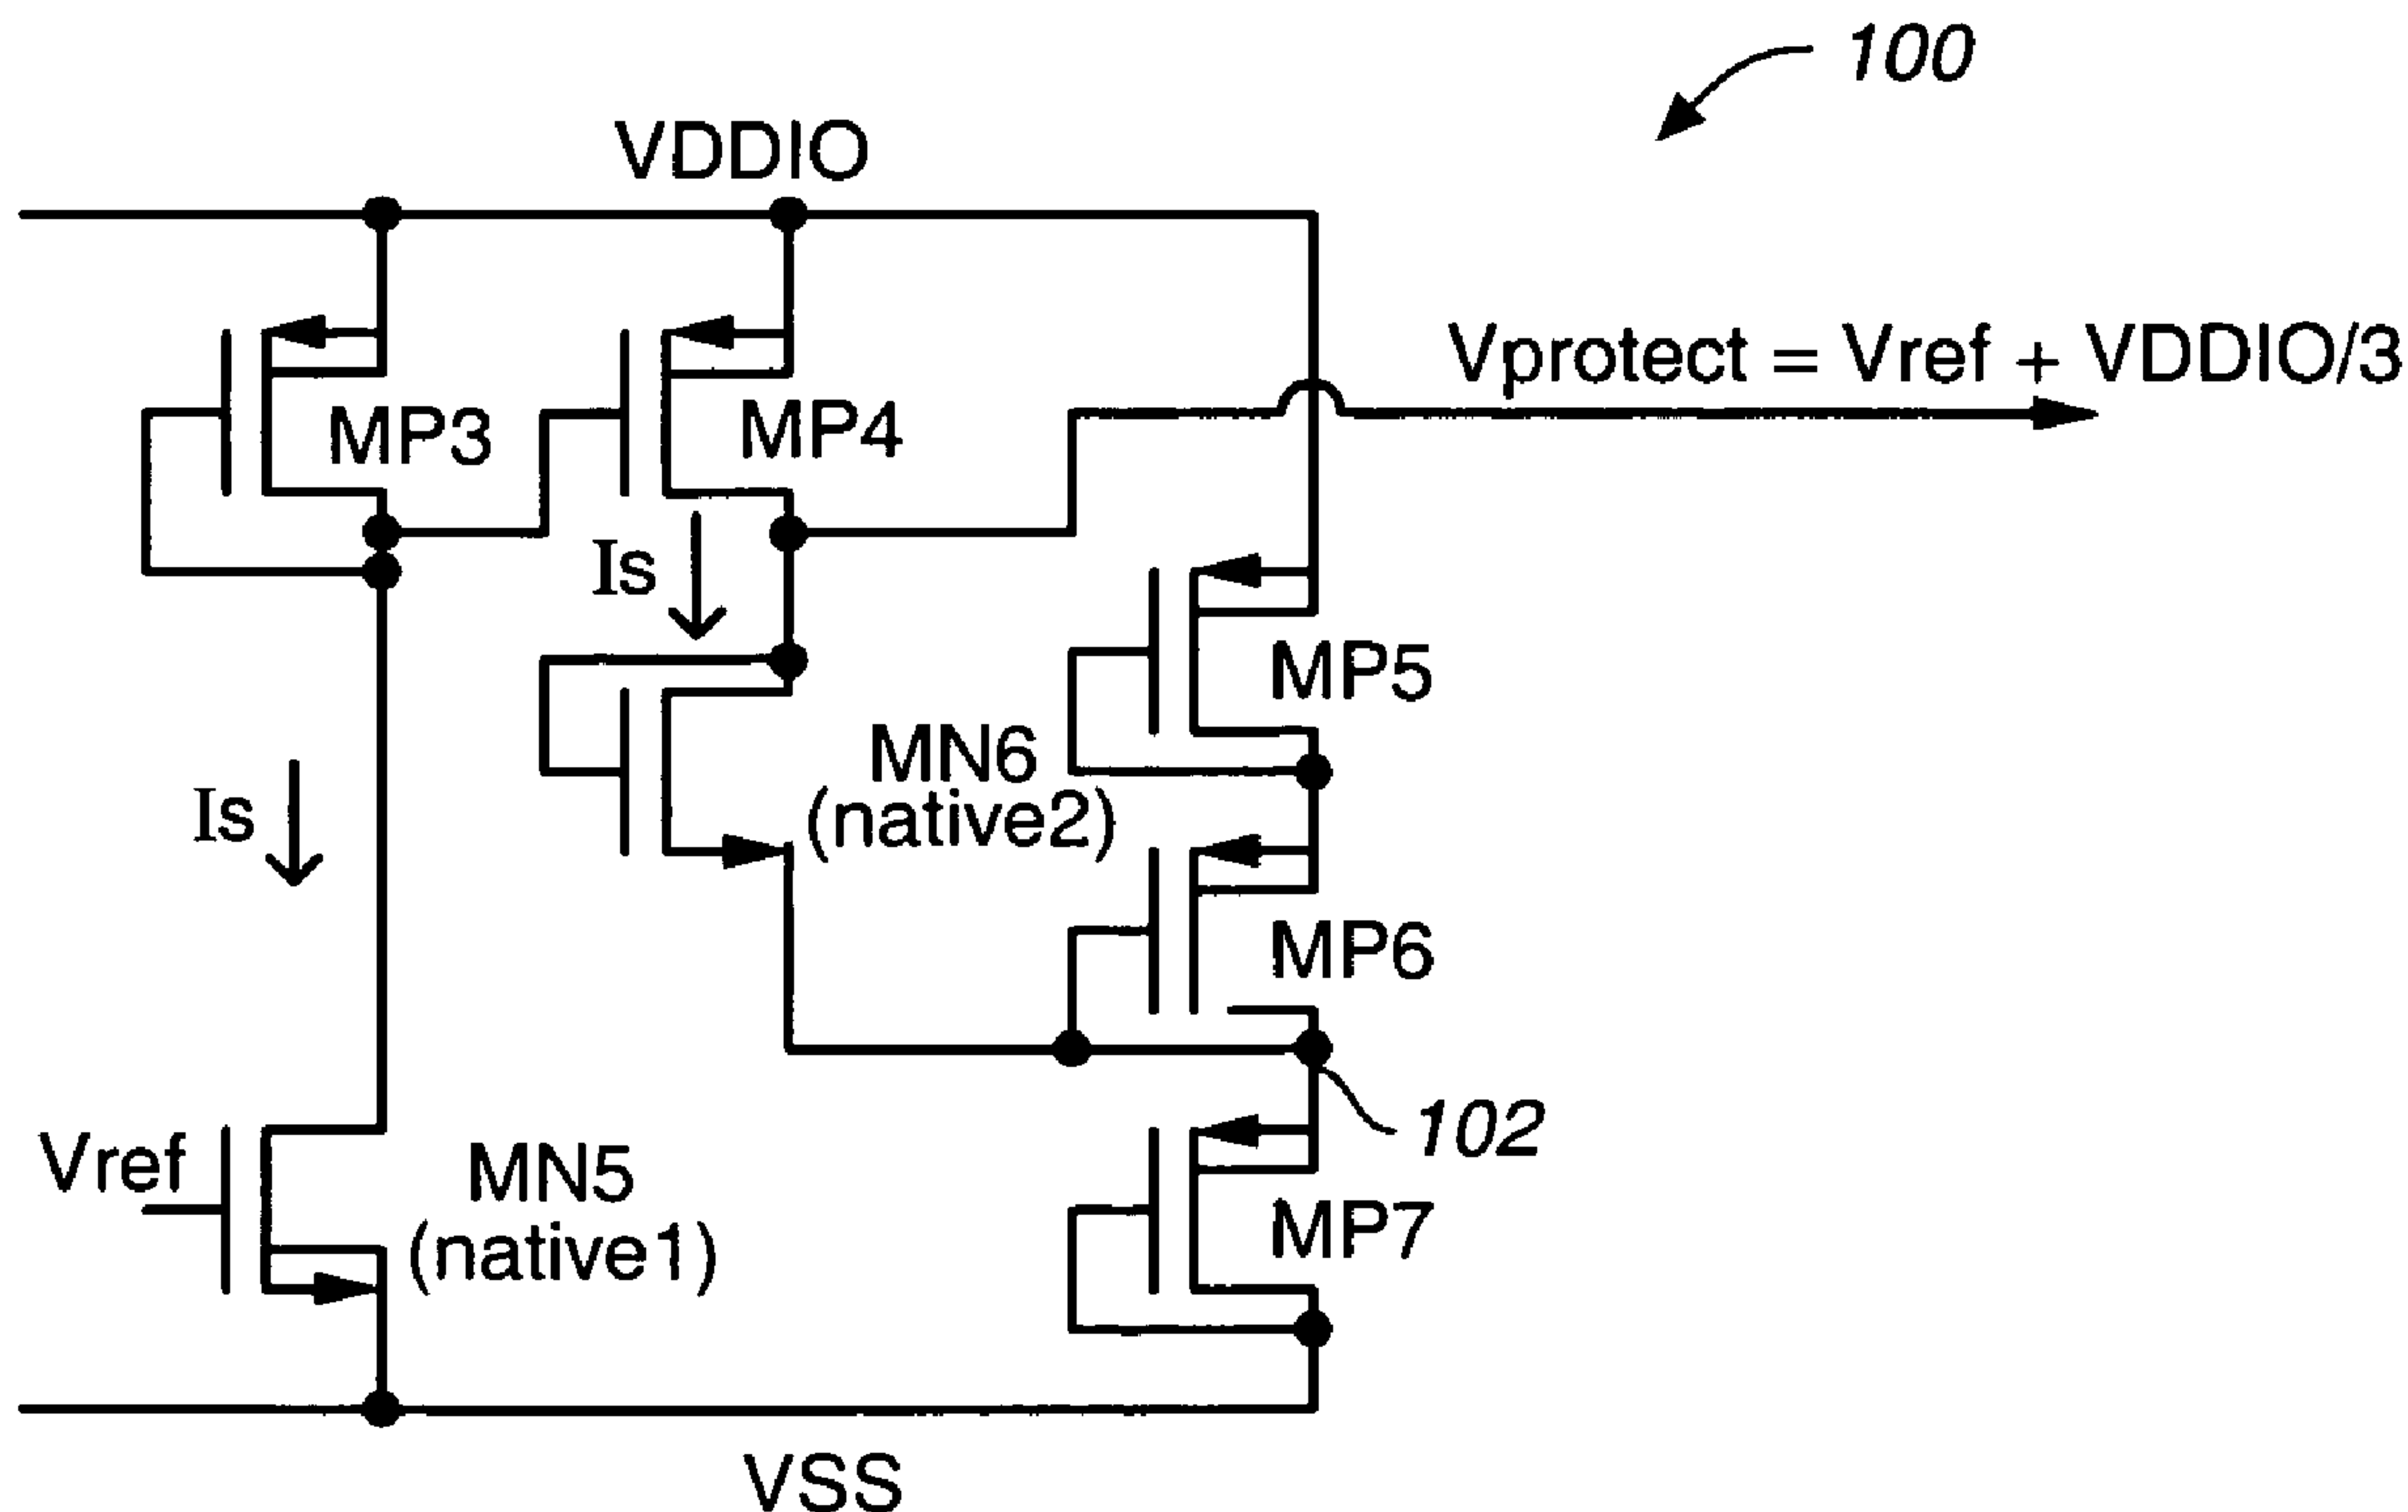 100
VDDIO
Vprotect = Vref + VDDIO/3
MP3
MP4
Is
MP5
MN6
(native2)
Is
MP6
102
Vref
MN5
(native1)
MP7
VSS